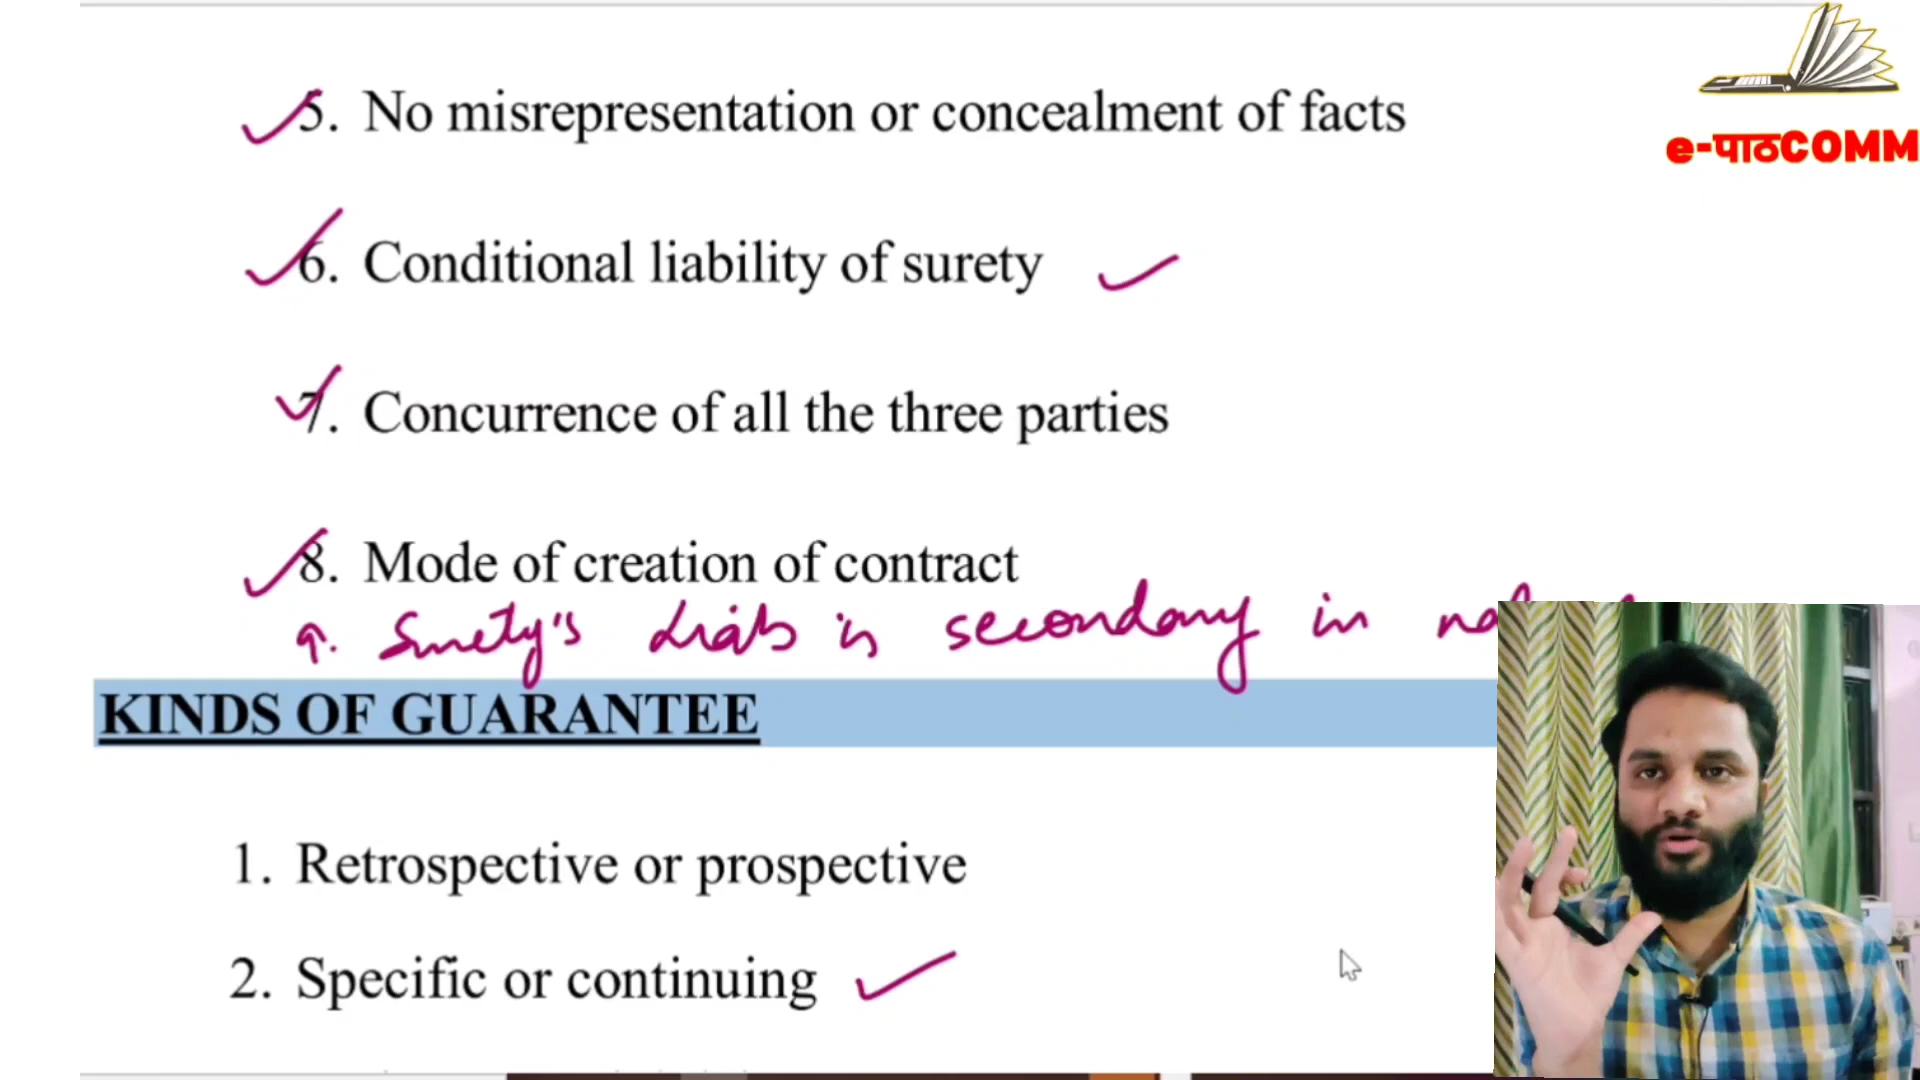 5. No misrepresentation or concealment of facts
e-पाठCOMM
6. Conditional liability of surety
7. Concurrence of all the three parties
8. Mode of creation of contract
9. Surety's Liab is secondary in
KINDS OF GUARANTEE
1. Retrospective or prospective
2. Specific or continuing